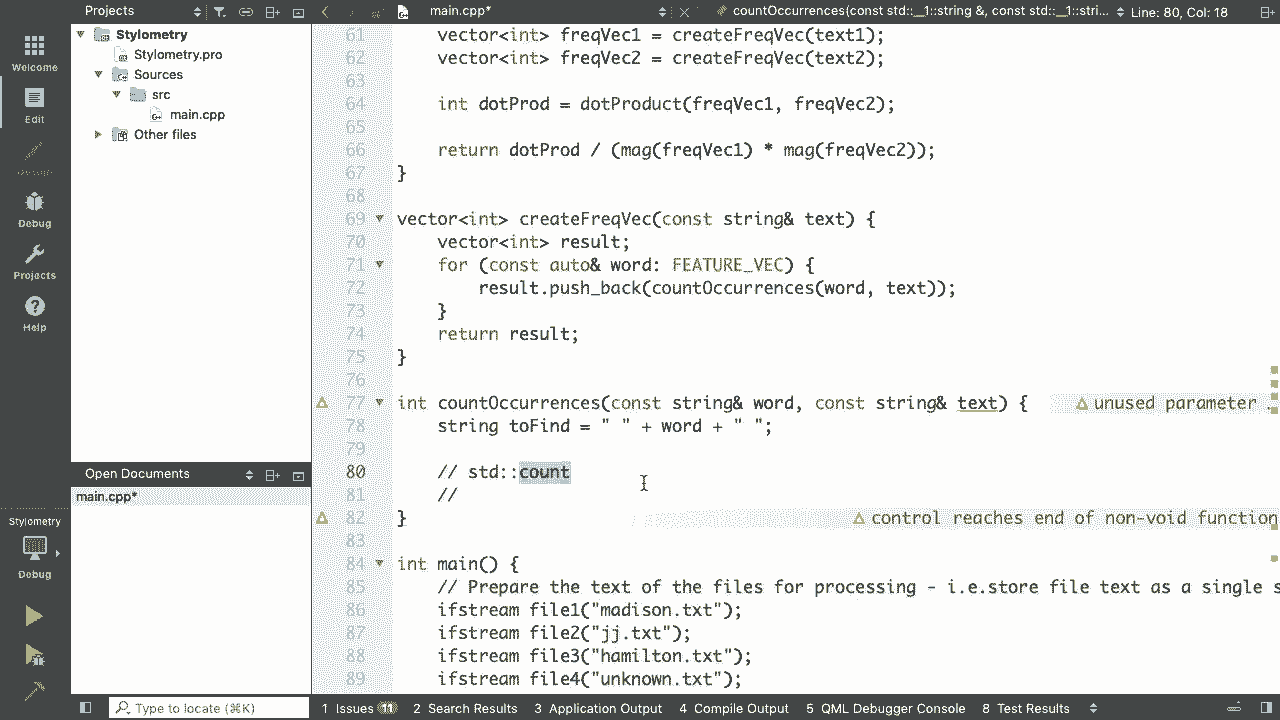 Projects
main.cpp*
countOccurrences(const std::__1::string &, const std::__1::stri...
Line: 80, Col: 18
Welcome
Edit
Debug
Projects
Help
Stylometry
Debug
Stylometry
Stylometry.pro
Sources
src
main.cpp
Other files
Open Documents
main.cpp*
61 vector<int> freqVec1 = createFreqVec(text1);
62 vector<int> freqVec2 = createFreqVec(text2);
63
64 int dotProd = dotProduct(freqVec1, freqVec2);
65
66 return dotProd / (mag(freqVec1) * mag(freqVec2));
67 }
68
69 vector<int> createFreqVec(const string& text) {
70 vector<int> result;
71 for (const auto& word: FEATURE_VEC) {
72 result.push_back(countOccurrences(word, text));
73 }
74 return result;
75 }
76
77 int countOccurrences(const string& word, const string& text) { unused parameter
78 string toFind = " " + word + " ";
79
80 // std::count
81 //
82 } control reaches end of non-void function
83
84 int main() {
85 // Prepare the text of the files for processing - i.e.store file text as a single s
86 ifstream file1("madison.txt");
87 ifstream file2("jj.txt");
88 ifstream file3("hamilton.txt");
89 ifstream file4("unknown.txt");
Type to locate (⌘K)
1 Issues
2 Search Results
3 Application Output
4 Compile Output
5 QML Debugger Console
8 Test Results